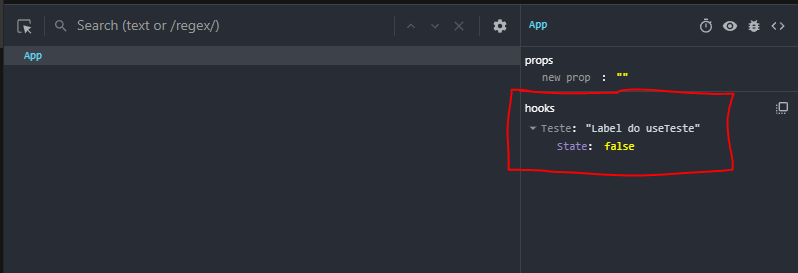 Search (text or /regex/)
App
App
props
new prop : ""
hooks
Teste: "Label do useTeste"
State: false